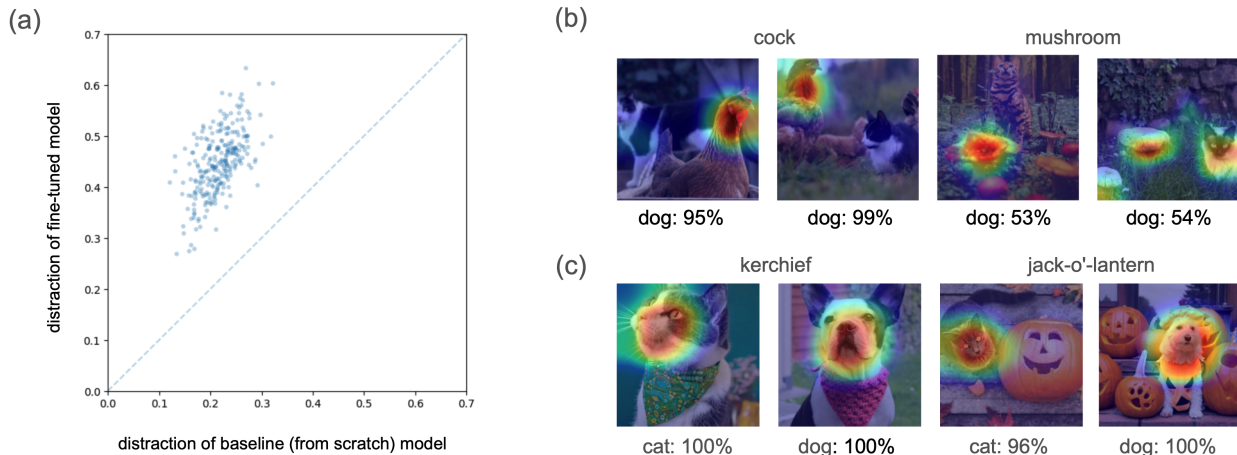 (a)
0.7
0.6
0.5
0.4
0.3
0.2
0.1
0.0
distraction of fine-tuned model
0.0 0.1 0.2 0.3 0.4 0.5 0.6 0.7
distraction of baseline (from scratch) model
(b)
cock mushroom
dog: 95% dog: 99% dog: 53% dog: 54%
(c)
kerchief jack-o'-lantern
cat: 100% dog: 100% cat: 96% dog: 100%